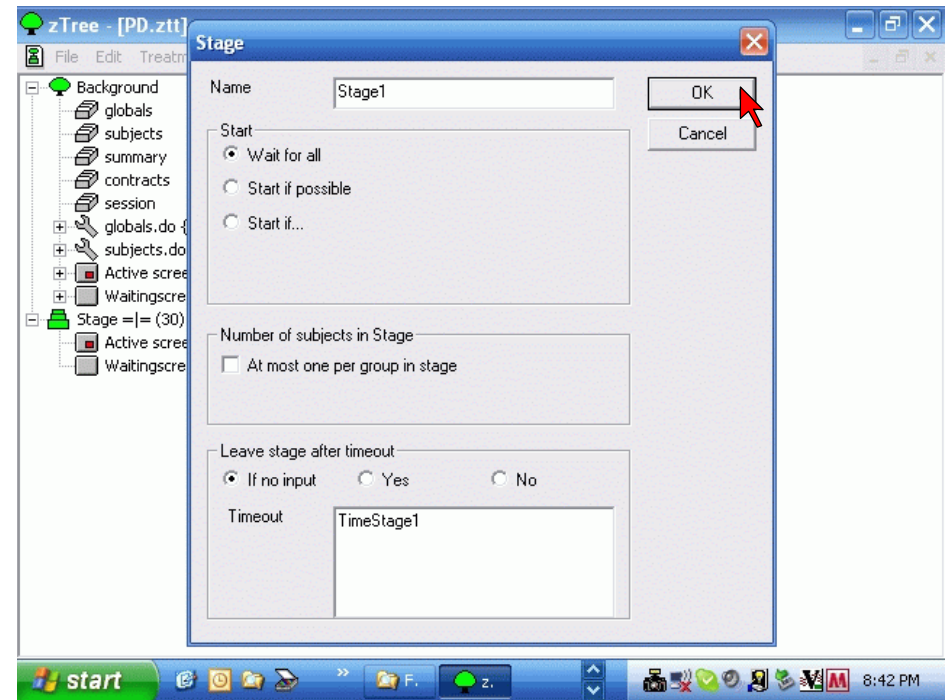 zTree - [PD.ztt]
File Edit Treatm
Background
globals
subjects
summary
contracts
session
globals.do {
subjects.do
Active scree
Waitingscre
Stage =|= (30)
Active scree
Waitingscre
Stage
Name
Stage1
OK
Cancel
Start
Wait for all
Start if possible
Start if...
Number of subjects in Stage
At most one per group in stage
Leave stage after timeout
If no input Yes No
Timeout
TimeStage1
start
»
F.
z.
M
8:42 PM